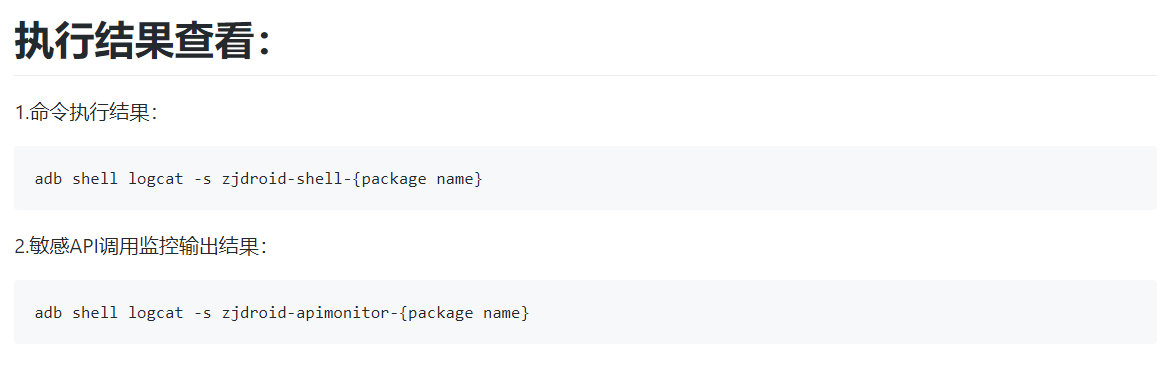 执行结果查看：
1.命令执行结果：
adb shell logcat -s zjdroid-shell-{package name}
2.敏感API调用监控输出结果：
adb shell logcat -s zjdroid-apimonitor-{package name}